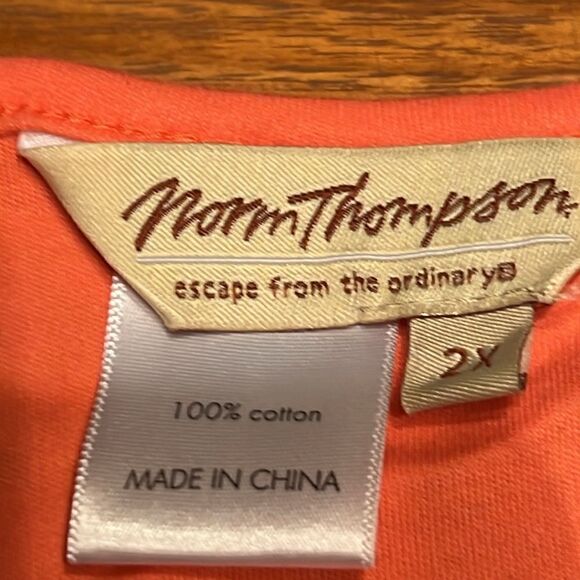 Norm Thompson
escape from the ordinary®
2X
100% cotton
MADE IN CHINA